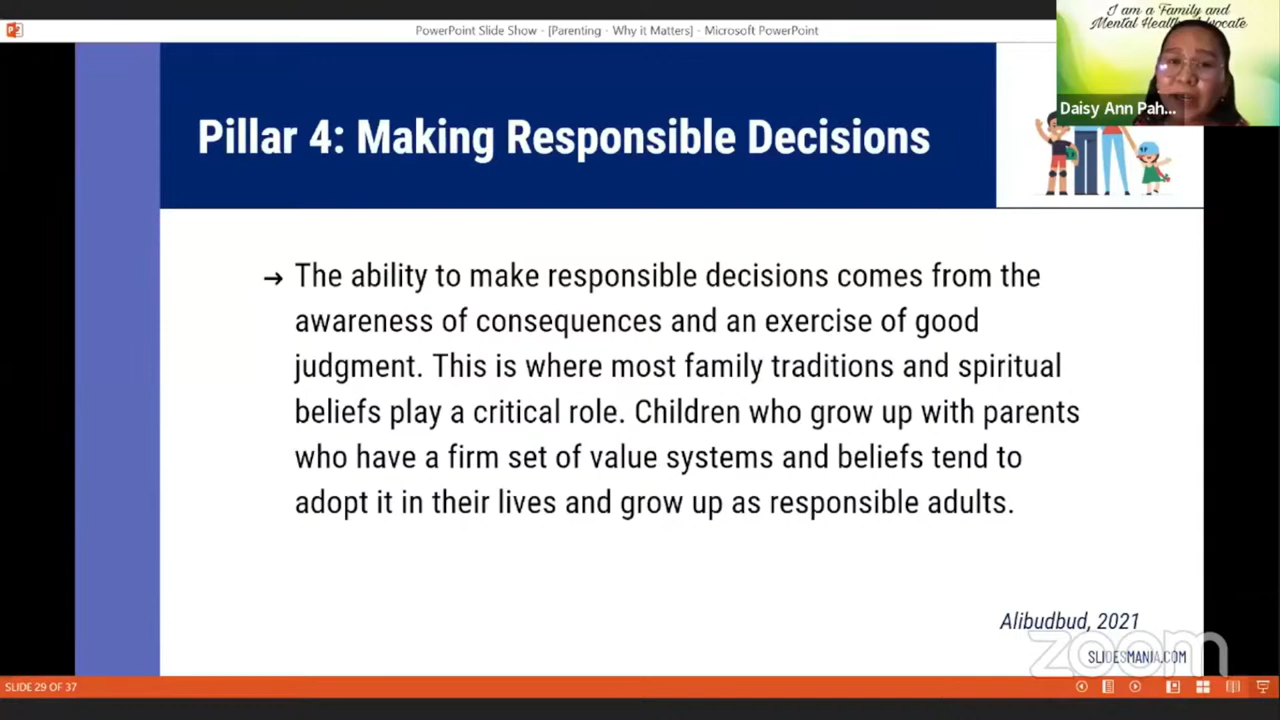 I am a Family and
Mental Health Advocate
PowerPoint Slide Show - [Parenting - Why it Matters] - Microsoft PowerPoint
Daisy Ann Pah...
Pillar 4: Making Responsible Decisions
→ The ability to make responsible decisions comes from the
awareness of consequences and an exercise of good
judgment. This is where most family traditions and spiritual
beliefs play a critical role. Children who grow up with parents
who have a firm set of value systems and beliefs tend to
adopt it in their lives and grow up as responsible adults.
Alibudbud, 2021
zoom
SLIDESMANIA.COM
SLIDE 29 OF 37